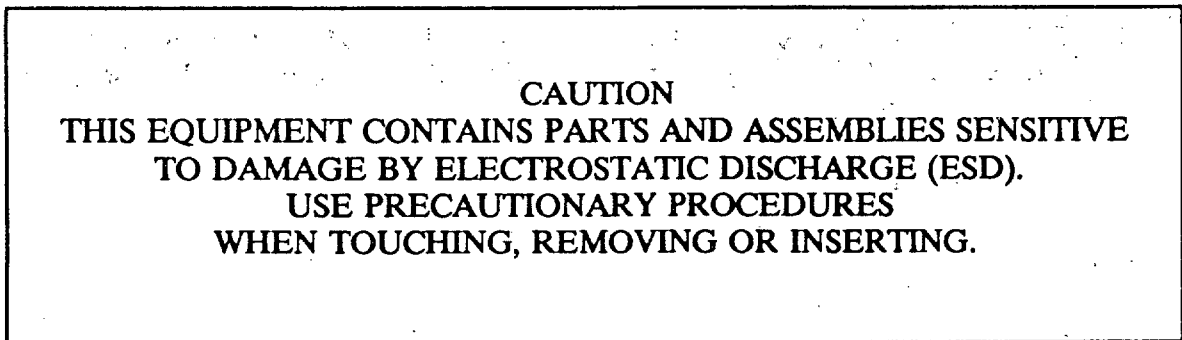 CAUTION
THIS EQUIPMENT CONTAINS PARTS AND ASSEMBLIES SENSITIVE
TO DAMAGE BY ELECTROSTATIC DISCHARGE (ESD).
USE PRECAUTIONARY PROCEDURES
WHEN TOUCHING, REMOVING OR INSERTING.